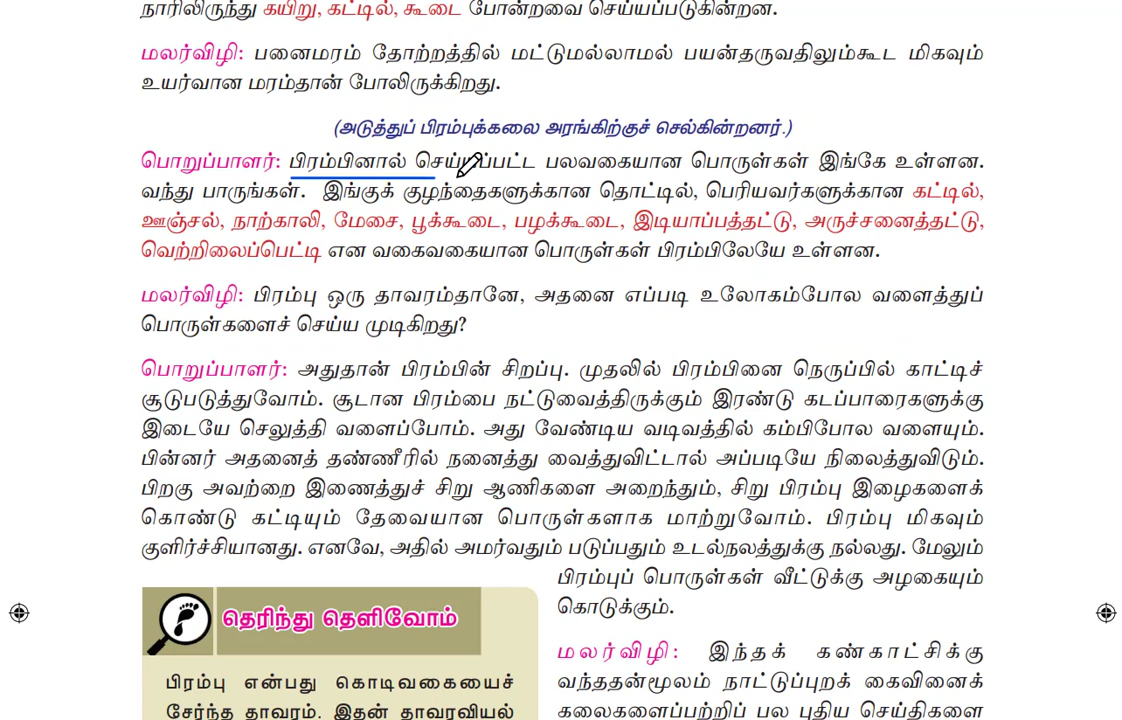 நாரிலிருந்து கயிறு, கட்டில், கூடை போன்றவை செய்யப்படுகின்றன.
மலர்விழி: பனைமரம் தோற்றத்தில் மட்டுமல்லாமல் பயன்தருவதிலும்கூட மிகவும்
உயர்வான மரம்தான் போலிருக்கிறது.
(அடுத்துப் பிரம்புக்கலை அரங்கிற்குச் செல்கின்றனர்.)
பொறுப்பாளர்: பிரம்பினால் செய்யப்பட்ட பலவகையான பொருள்கள் இங்கே உள்ளன.
வந்து பாருங்கள். இங்குக் குழந்தைகளுக்கான தொட்டில், பெரியவர்களுக்கான கட்டில்,
ஊஞ்சல், நாற்காலி, மேசை, பூக்கூடை, பழக்கூடை, இடியாப்பத்தட்டு, அருச்சனைத்தட்டு,
வெற்றிலைப்பெட்டி என வகைவகையான பொருள்கள் பிரம்பிலேயே உள்ளன.
மலர்விழி: பிரம்பு ஒரு தாவரம்தானே, அதனை எப்படி உலோகம்போல வளைத்துப்
பொருள்களைச் செய்ய முடிகிறது?
பொறுப்பாளர்: அதுதான் பிரம்பின் சிறப்பு. முதலில் பிரம்பினை நெருப்பில் காட்டிச்
சூடுபடுத்துவோம். சூடான பிரம்பை நட்டுவைத்திருக்கும் இரண்டு கடப்பாரைகளுக்கு
இடையே செலுத்தி வளைப்போம். அது வேண்டிய வடிவத்தில் கம்பிபோல வளையும்.
பின்னர் அதனைத் தண்ணீரில் நனைத்து வைத்துவிட்டால் அப்படியே நிலைத்துவிடும்.
பிறகு அவற்றை இணைத்துச் சிறு ஆணிகளை அறைந்தும், சிறு பிரம்பு இழைகளைக்
கொண்டு கட்டியும் தேவையான பொருள்களாக மாற்றுவோம். பிரம்பு மிகவும்
குளிர்ச்சியானது. எனவே, அதில் அமர்வதும் படுப்பதும் உடல்நலத்துக்கு நல்லது. மேலும்
பிரம்புப் பொருள்கள் வீட்டுக்கு அழகையும்
கொடுக்கும்.
தெரிந்து தெளிவோம்
பிரம்பு என்பது கொடிவகையைச்
சேர்ந்த தாவரம். இதன் தாவரவியல்
மலர்விழி: இந்தக் கண்காட்சிக்கு
வந்ததன்மூலம் நாட்டுப்புறக் கைவினைக்
கலைகளைப்பற்றிப் பல புதிய செய்திகளை